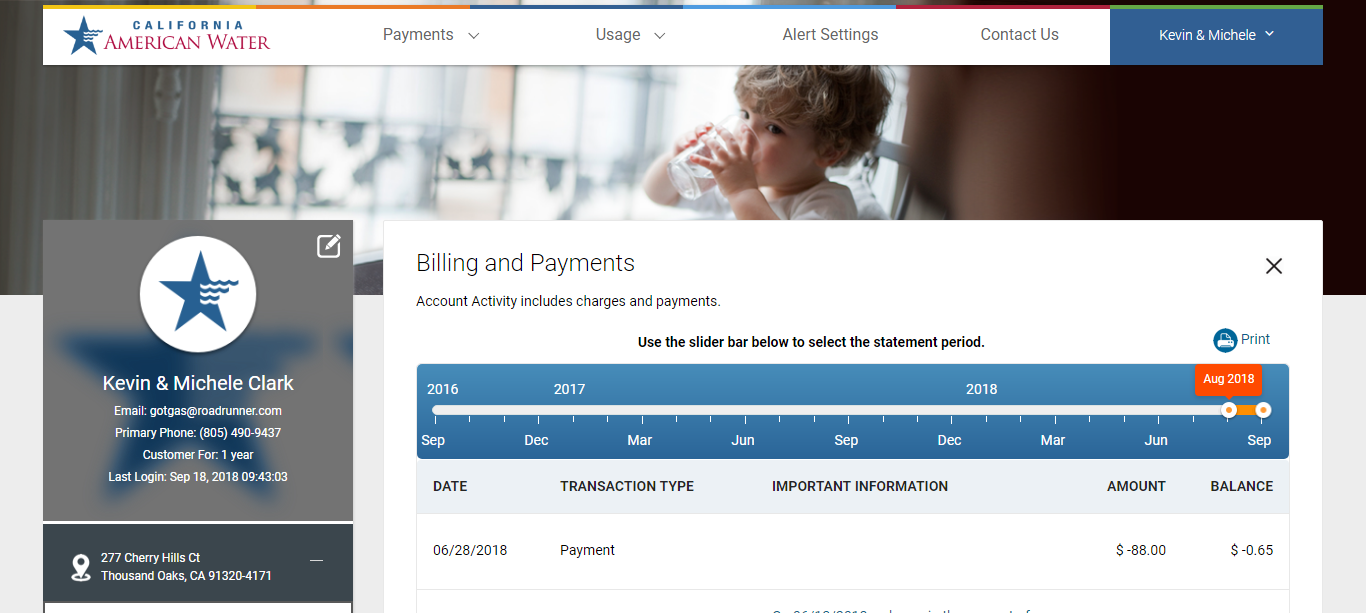 CALIFORNIA
AMERICAN WATER
Payments
Usage
Alert Settings
Contact Us
Kevin & Michele
Kevin & Michele Clark
Email: gotgas@roadrunner.com
Primary Phone: (805) 490-9437
Customer For: 1 year
Last Login: Sep 18, 2018 09:43:03
277 Cherry Hills Ct
Thousand Oaks, CA 91320-4171
Billing and Payments
Account Activity includes charges and payments.
Use the slider bar below to select the statement period.
Print
Aug 2018
2016 2017 2018
Sep Dec Mar Jun Sep Dec Mar Jun Sep
DATE TRANSACTION TYPE IMPORTANT INFORMATION AMOUNT BALANCE
06/28/2018 Payment $ -88.00 $ -0.65